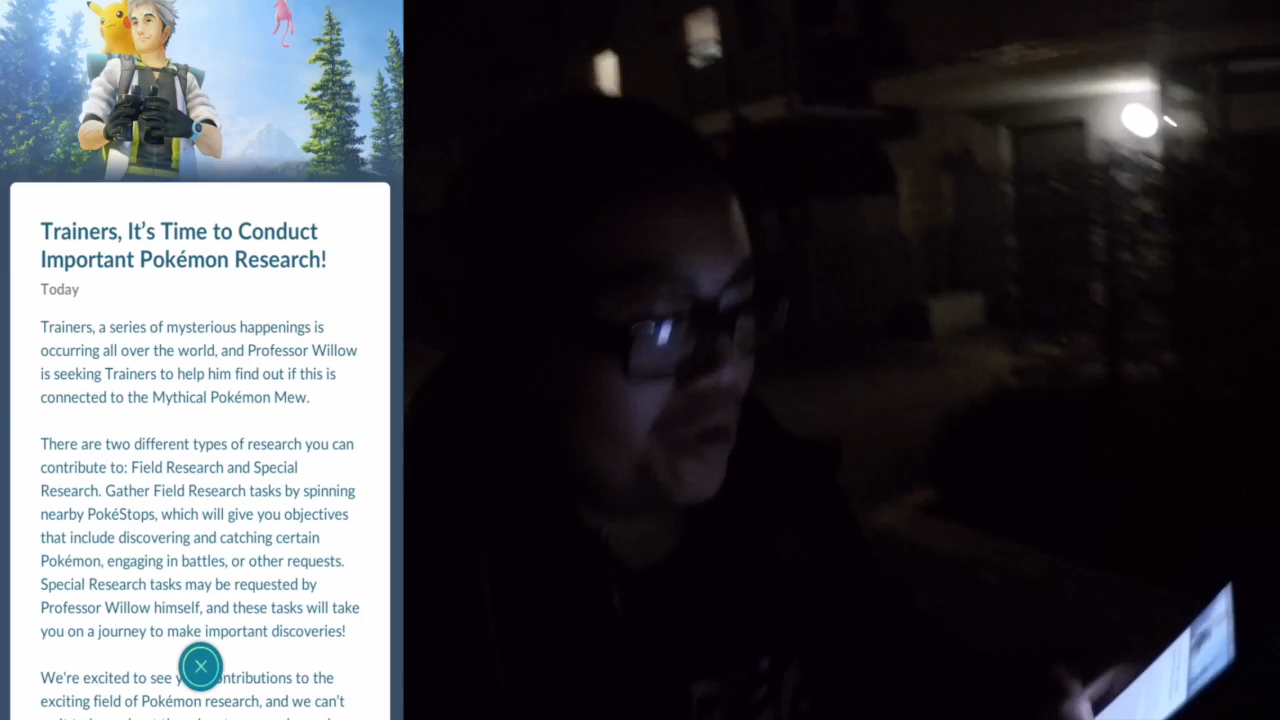 Trainers, It's Time to Conduct
Important Pokémon Research!
Today
Trainers, a series of mysterious happenings is
occurring all over the world, and Professor Willow
is seeking Trainers to help him find out if this is
connected to the Mythical Pokémon Mew.
There are two different types of research you can
contribute to: Field Research and Special
Research. Gather Field Research tasks by spinning
nearby PokéStops, which will give you objectives
that include discovering and catching certain
Pokémon, engaging in battles, or other requests.
Special Research tasks may be requested by
Professor Willow himself, and these tasks will take
you on a journey to make important discoveries!
We're excited to see to the
exciting field of Pokémon research, and we can't